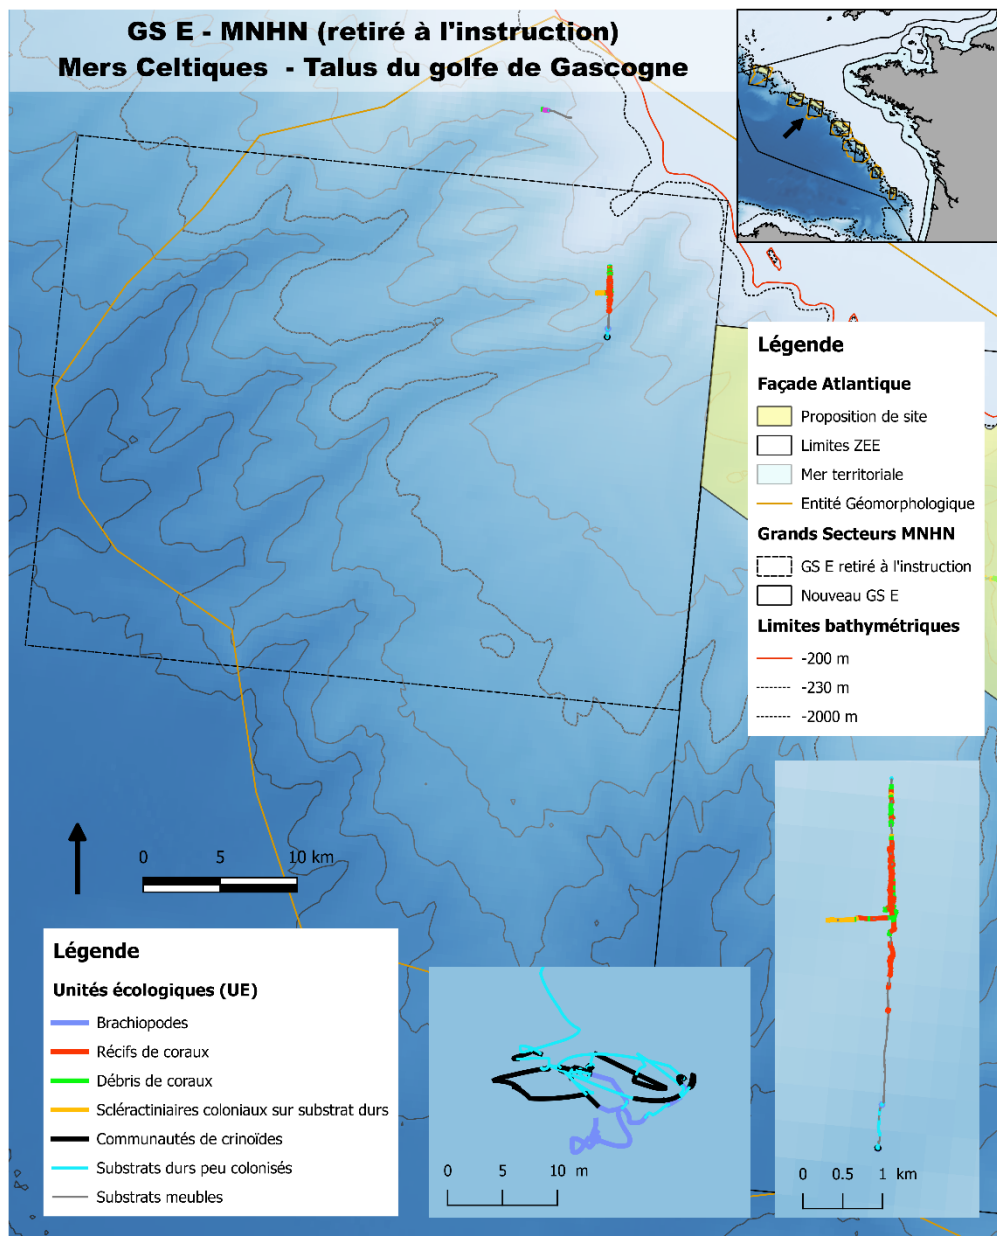 GS E - MNHN (retiré à l'instruction)
Mers Celtiques - Talus du golfe de Gascogne
Légende
Façade Atlantique
Proposition de site
Limites ZEE
Mer territoriale
Entité Géomorphologique
Grands Secteurs MNHN
GS E retiré à l'instruction
Nouveau GS E
Limites bathymétriques
-200 m
-230 m
-2000 m
0 5 10 km
Légende
Unités écologiques (UE)
Brachiopodes
Récifs de coraux
Débris de coraux
Scléractiniaires coloniaux sur substrat durs
Communautés de crinoïdes
Substrats durs peu colonisés
Substrats meubles
0 5 10 m
0 0.5 1 km